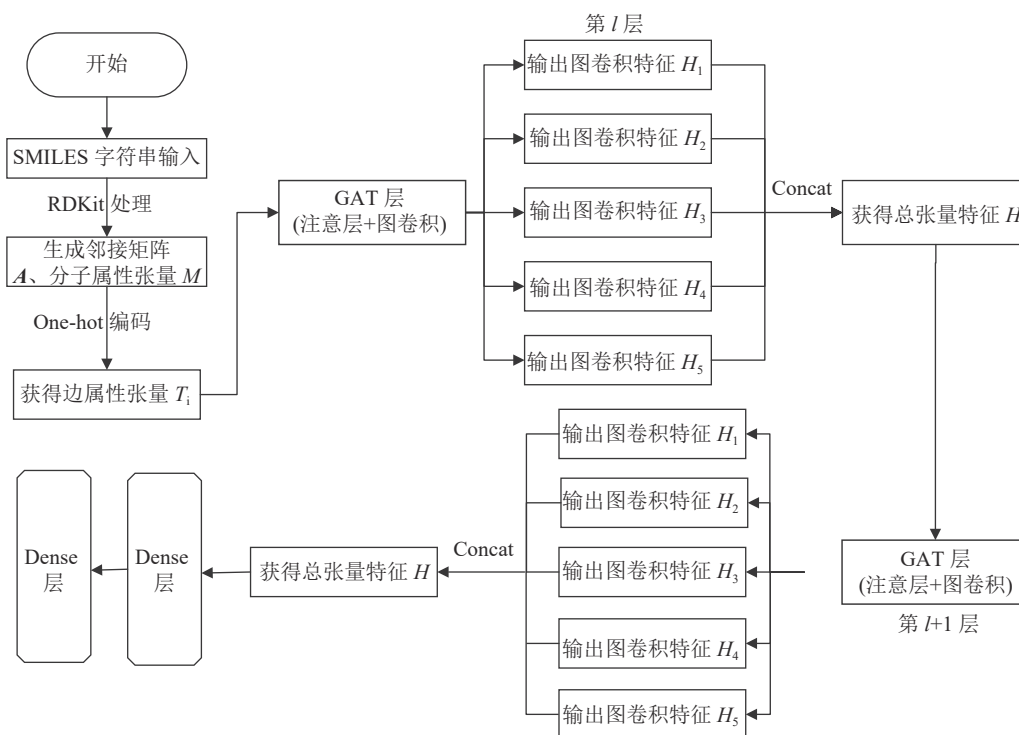 开始
SMILES 字符串输入
RDKit 处理
生成邻接矩阵
A、分子属性张量 M
One-hot 编码
获得边属性张量 Ti
GAT 层
(注意层+图卷积)
第 l 层
输出图卷积特征 H1
输出图卷积特征 H2
输出图卷积特征 H3
输出图卷积特征 H4
输出图卷积特征 H5
Concat
获得总张量特征 H
GAT 层
(注意层+图卷积)
第 l+1 层
输出图卷积特征 H1
输出图卷积特征 H2
输出图卷积特征 H3
输出图卷积特征 H4
输出图卷积特征 H5
Concat
获得总张量特征 H
Dense
层
Dense
层